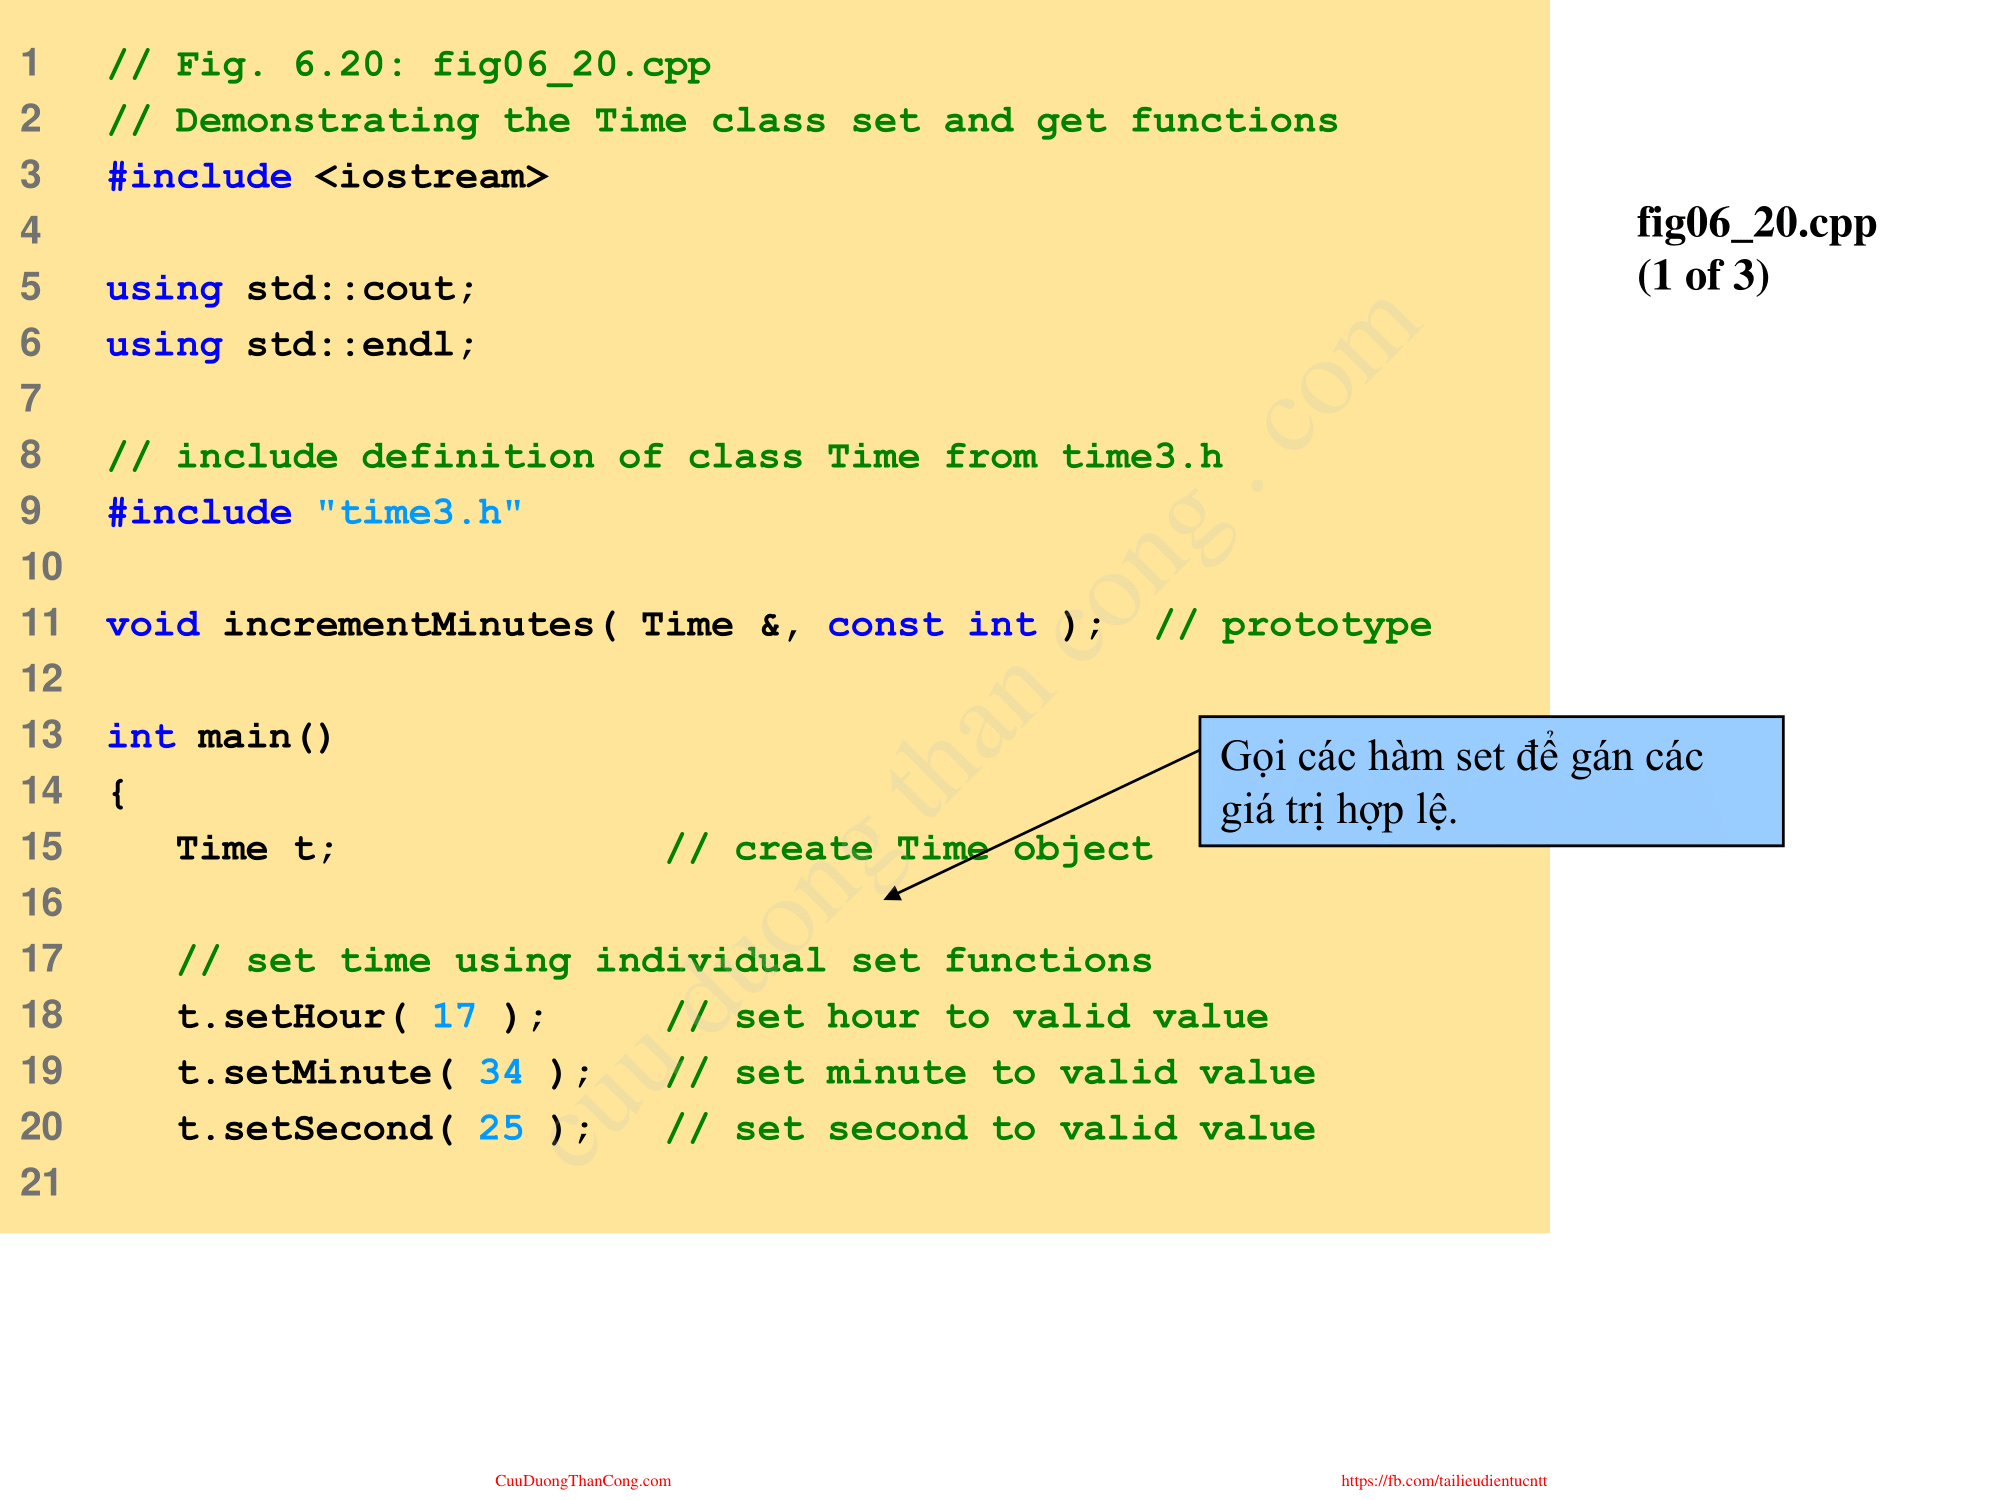 1 // Fig. 6.20: fig06_20.cpp
2 // Demonstrating the Time class set and get functions
3 #include <iostream>
4
5 using std::cout;
6 using std::endl;
7
8 // include definition of class Time from time3.h
9 #include "time3.h"
10
11 void incrementMinutes( Time &, const int ); // prototype
12
13 int main()
14 {
15 Time t; // create Time object
16
17 // set time using individual set functions
18 t.setHour( 17 ); // set hour to valid value
19 t.setMinute( 34 ); // set minute to valid value
20 t.setSecond( 25 ); // set second to valid value
21
fig06_20.cpp
(1 of 3)
Gọi các hàm set để gán các
giá trị hợp lệ.
cuu duong than cong . com
CuuDuongThanCong.com
https://fb.com/tailieudientucntt